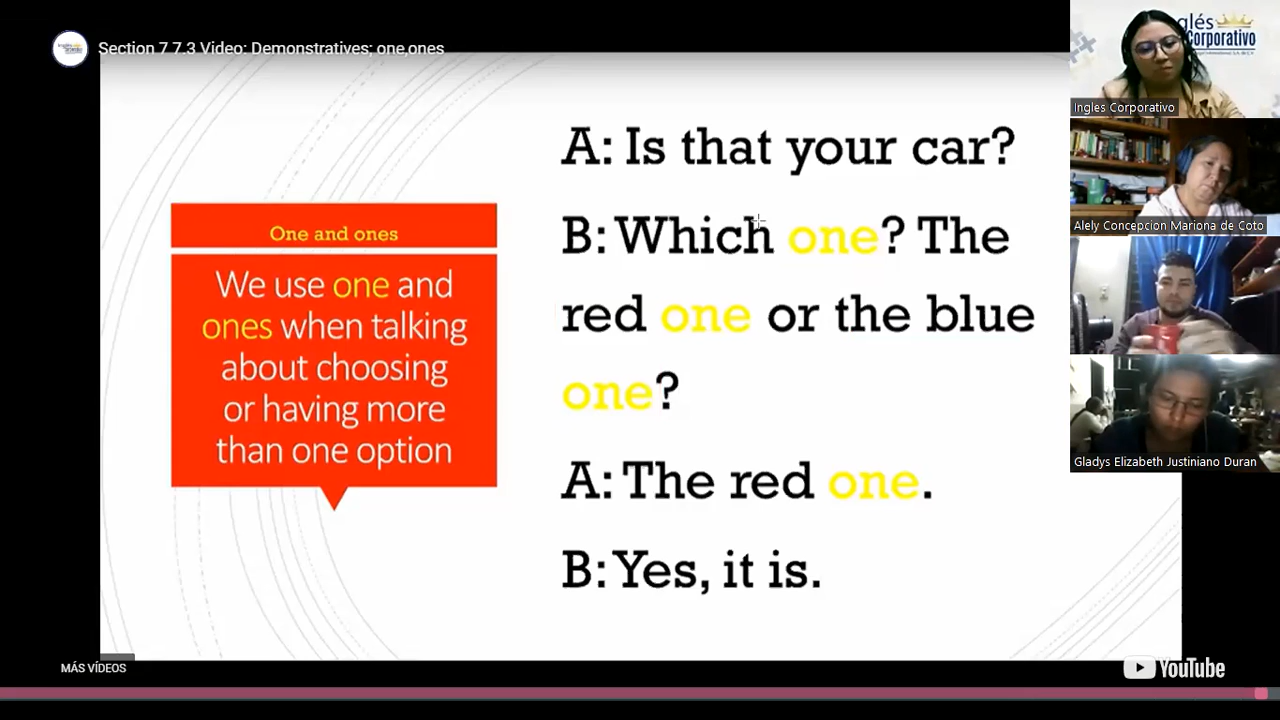 Section 7 7.3 Video: Demonstratives; one,ones
One and ones
We use one and
ones when talking
about choosing
or having more
than one option
A: Is that your car?
B: Which one? The
red one or the blue
one?
A: The red one.
B: Yes, it is.
MÁS VÍDEOS
YouTube
glés
Corporativo
Ingles Corporativo
Alely Concepcion Mariona de Coto
Gladys Elizabeth Justiniano Duran